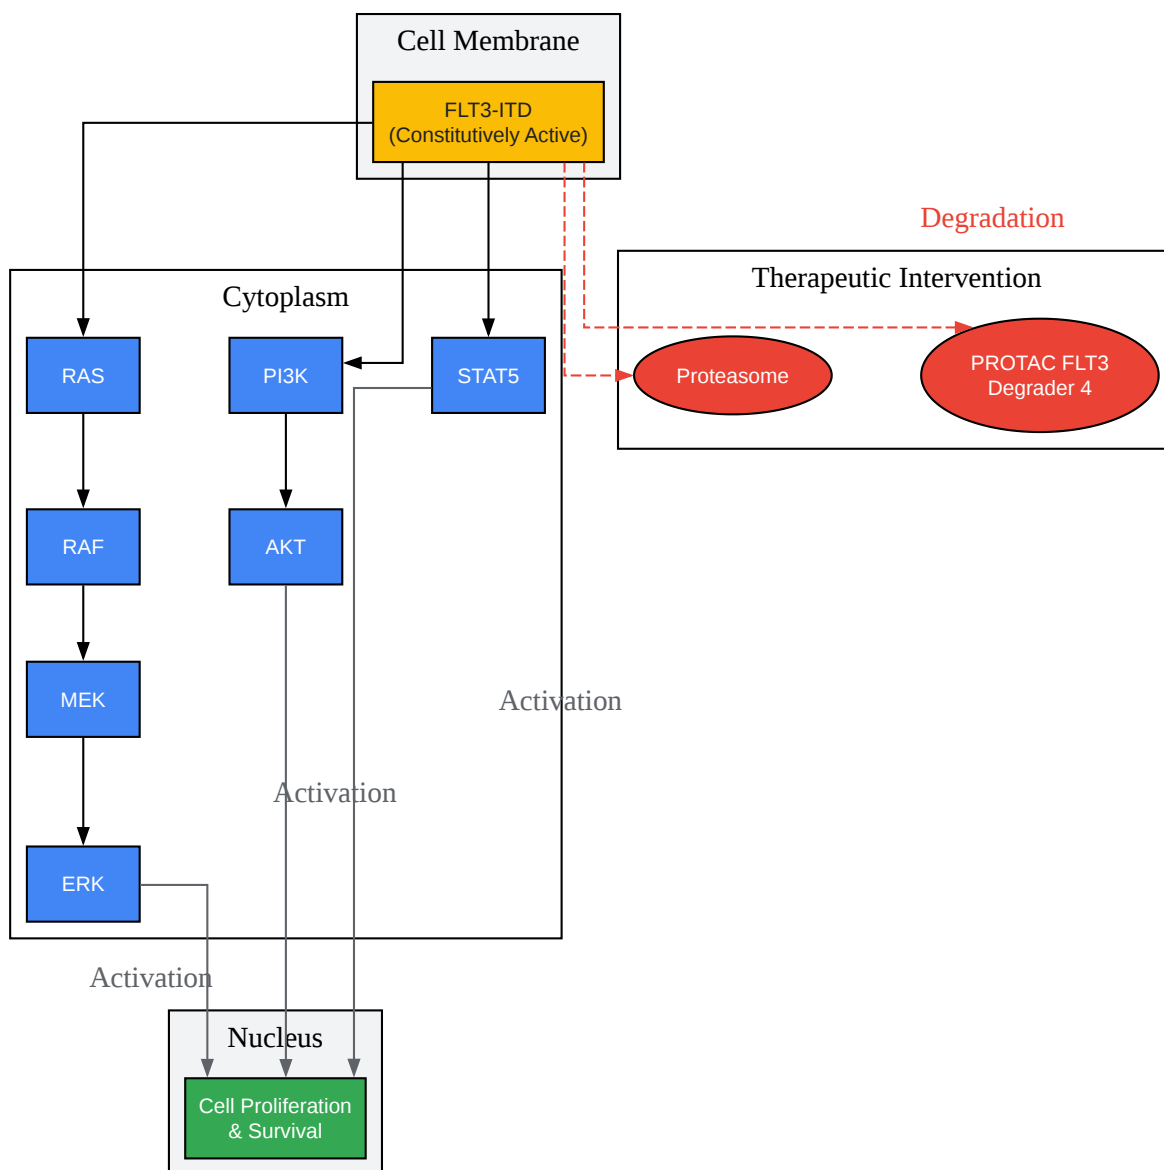 Cell Membrane
FLT3-ITD
(Constitutively Active)
Degradation
Therapeutic Intervention
Cytoplasm
RAS
PI3K
STAT5
Proteasome
PROTAC FLT3
Degrader 4
RAF
AKT
MEK
Activation
Activation
ERK
Activation
Nucleus
Cell Proliferation
& Survival